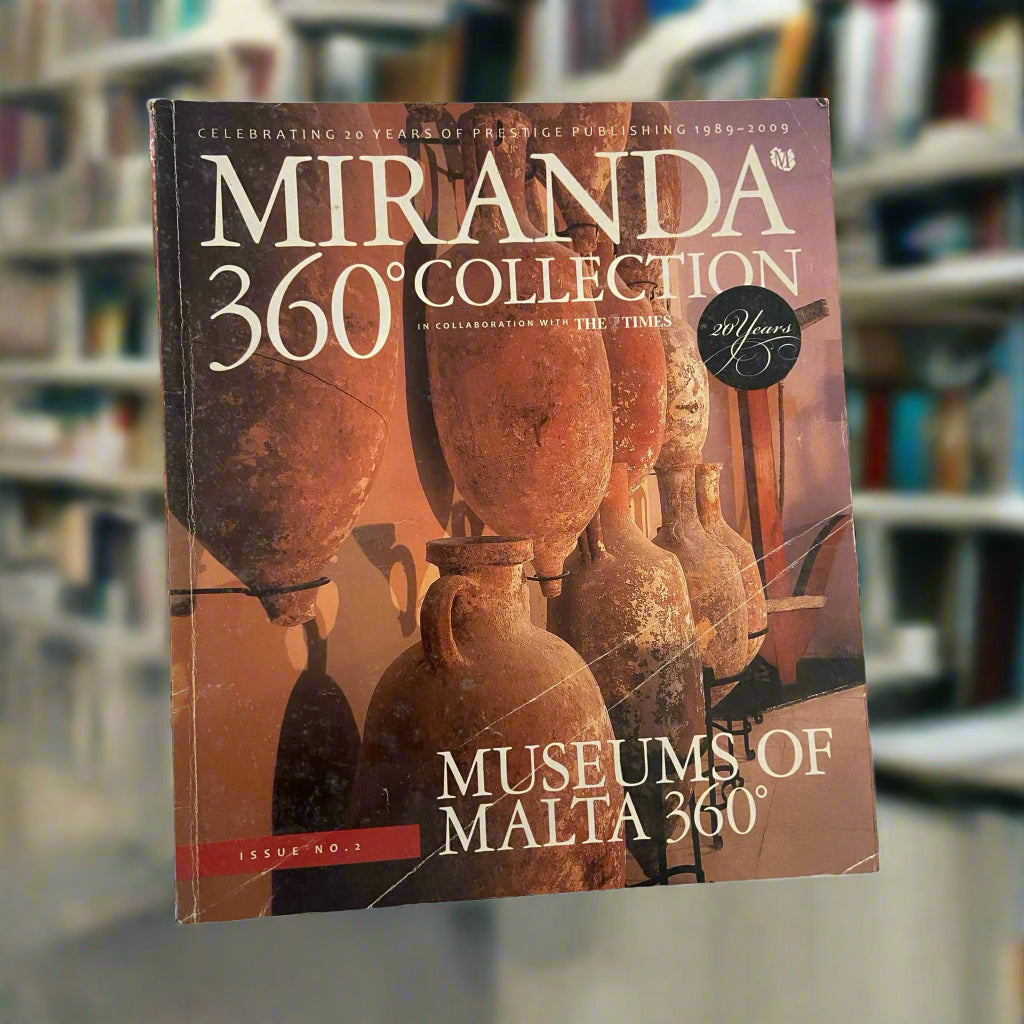 CELEBRATING 20 YEARS OF PRESTIGE PUBLISHING 1989~2009
MIRANDA M
360° COLLECTION
IN COLLABORATION WITH THE TIMES
20 Years
MUSEUMS OF
MALTA 360°
ISSUE NO.2